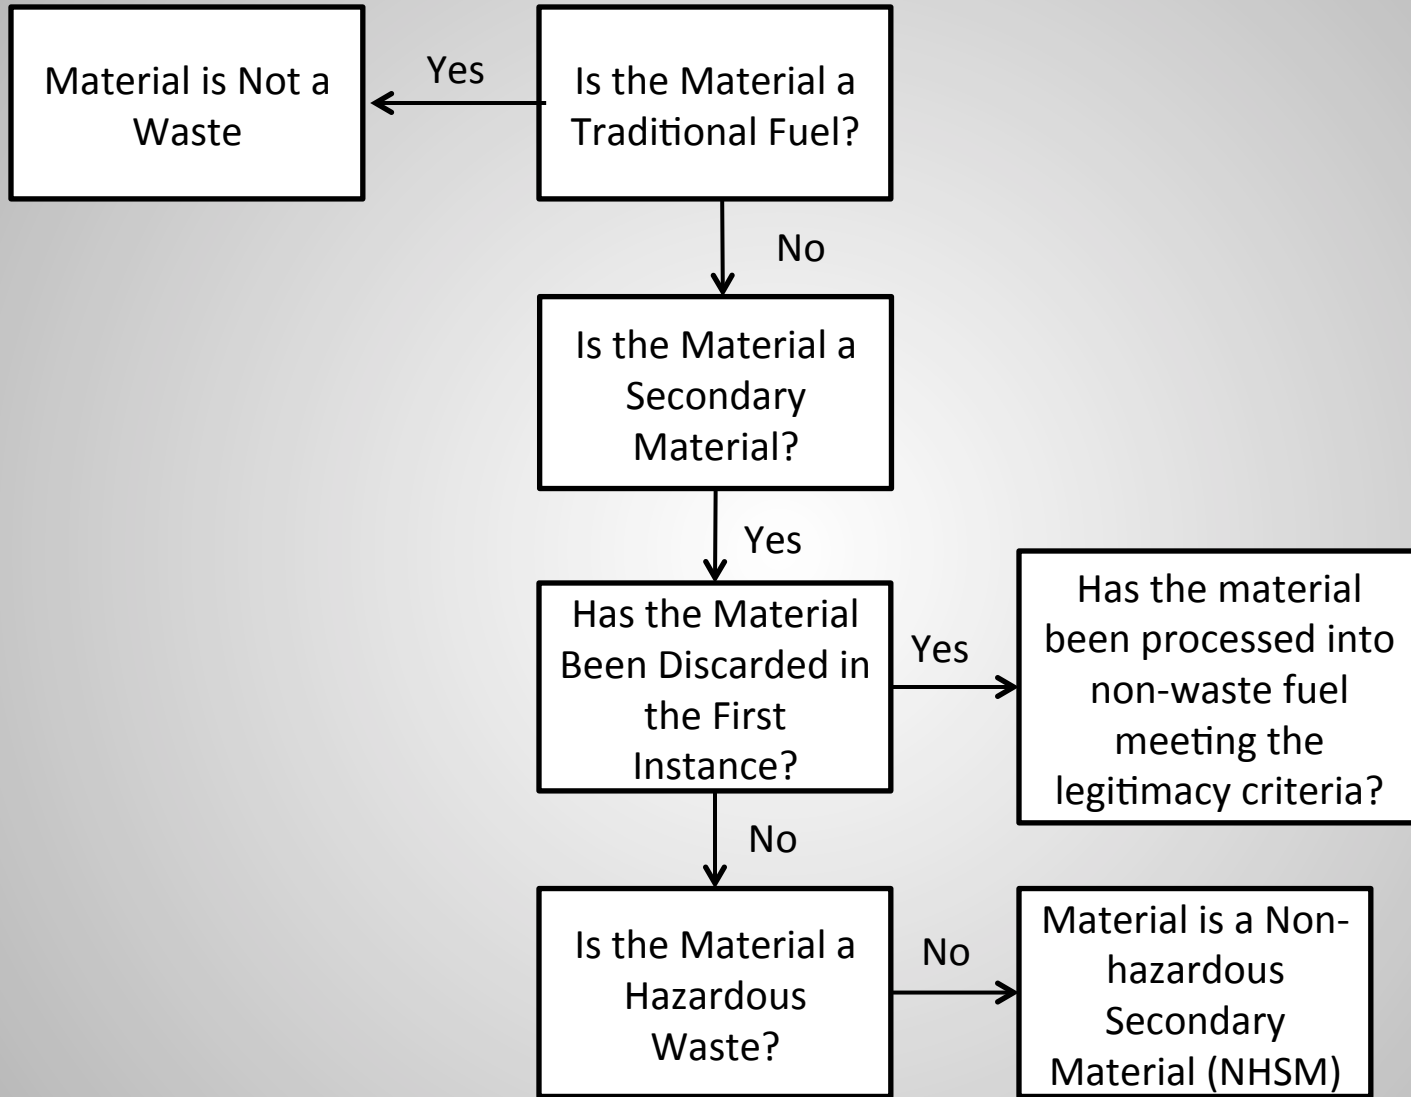 Material is Not a
Waste
Yes
Is the Material a
Traditional Fuel?
No
Is the Material a
Secondary
Material?
Yes
Has the Material
Been Discarded in
the First
Instance?
Yes
Has the material
been processed into
non-waste fuel
meeting the
legitimacy criteria?
No
Is the Material a
Hazardous
Waste?
No
Material is a Non-
hazardous
Secondary
Material (NHSM)